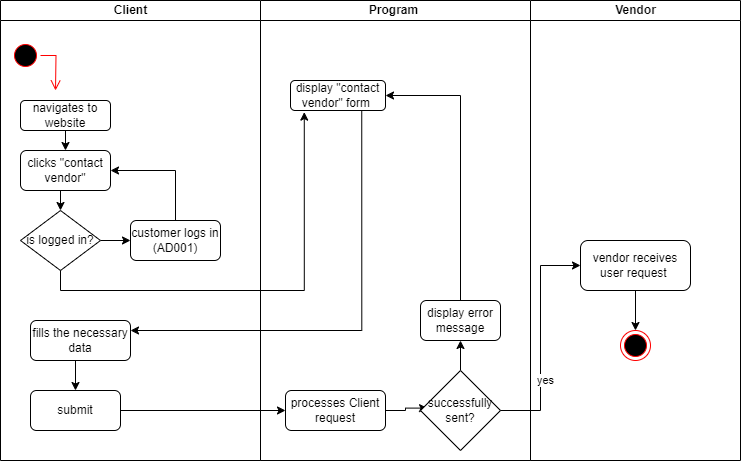 Client
Program
Vendor
navigates to
website
clicks "contact
vendor"
is logged in?
customer logs in
(AD001)
display "contact
vendor" form
fills the necessary
data
submit
processes Client
request
successfully
sent?
display error
message
yes
vendor receives
user request